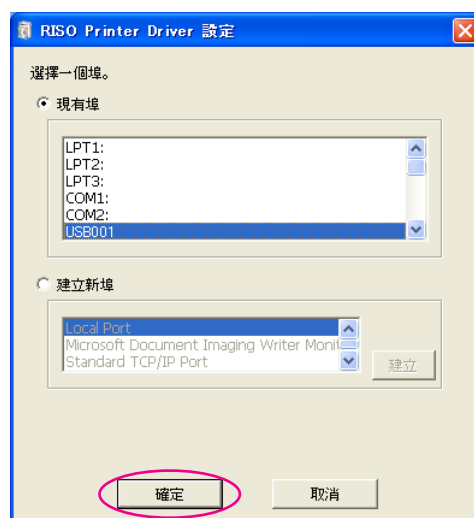 RISO Printer Driver 設定
選擇一個埠。
現有埠
LPT1:
LPT2:
LPT3:
COM1:
COM2:
USB001
建立新埠
Local Port
Microsoft Document Imaging Writer Monit
Standard TCP/IP Port
建立
確定
取消